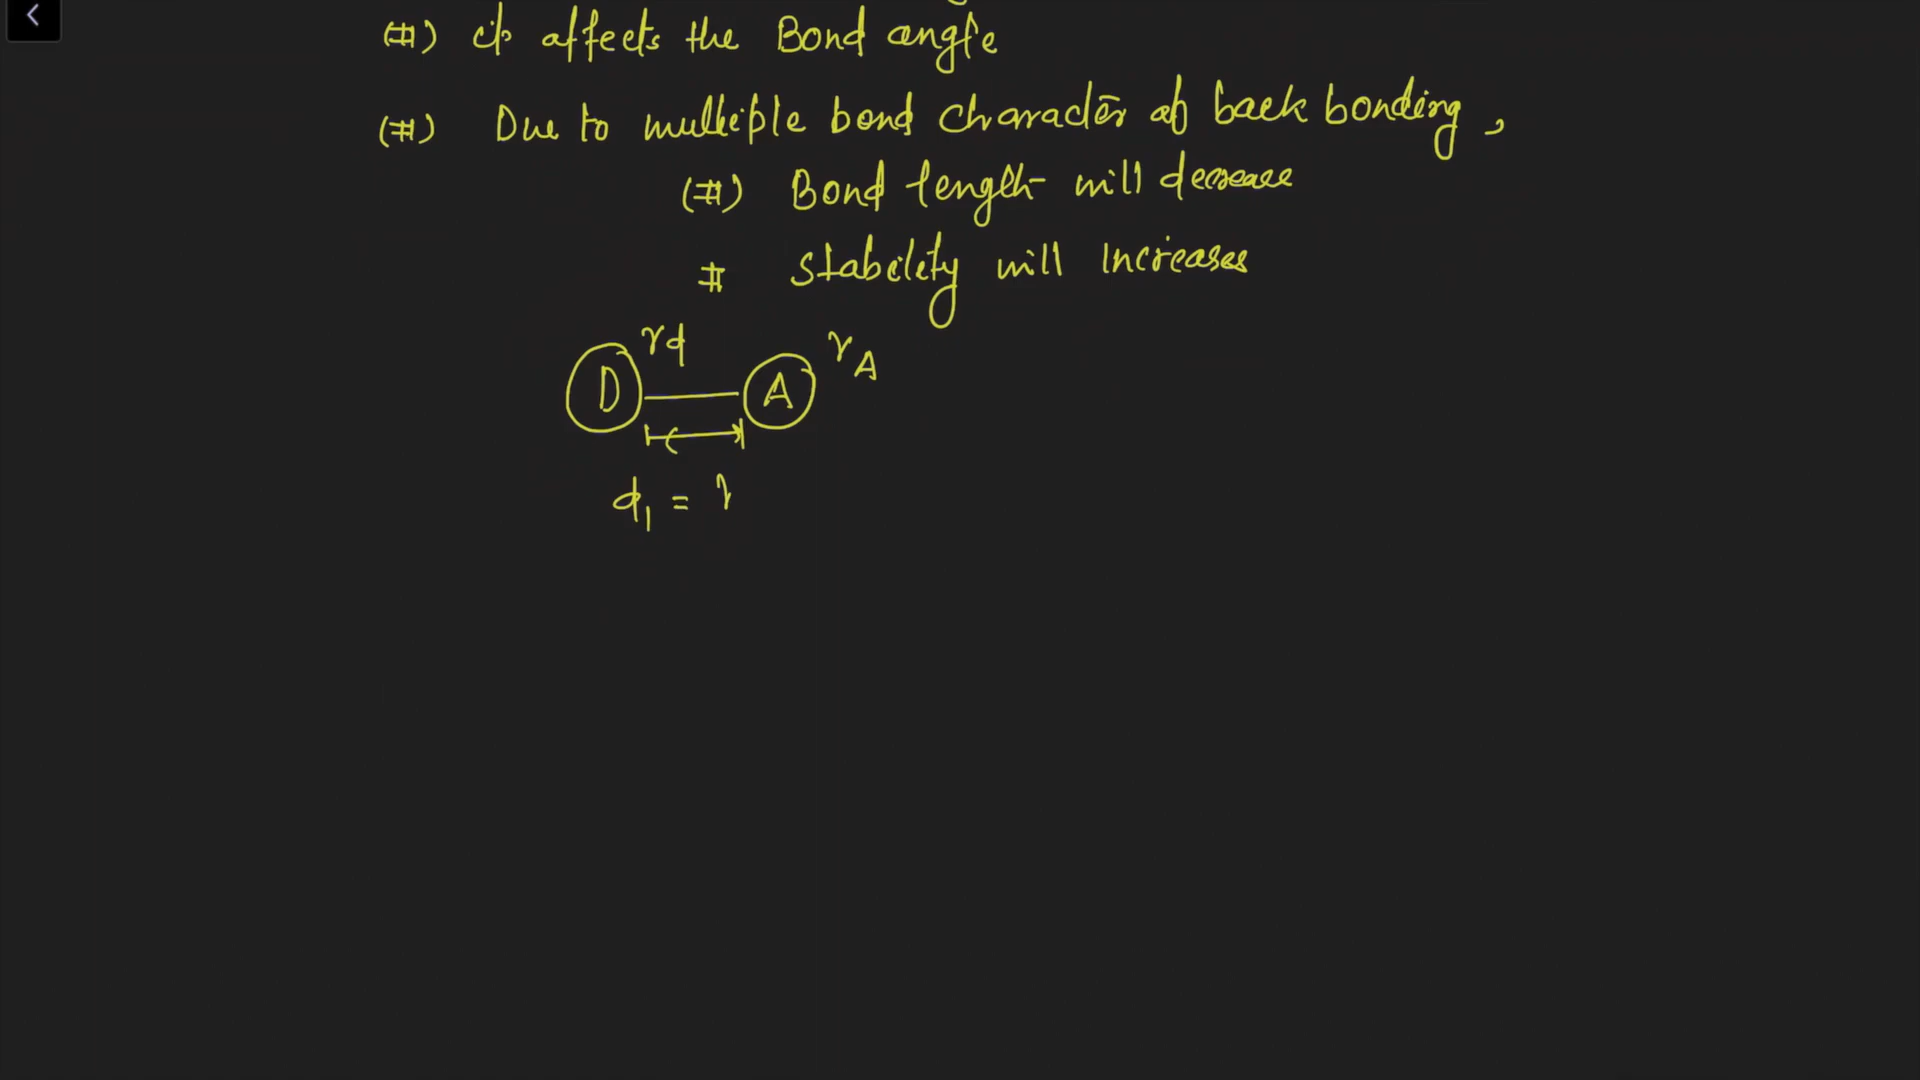 (#) it affects the Bond angle
(#) Due to multiple bond character of back bonding,
(#) Bond length will decrease
# Stability will Increases
rd rA
D A
d1 = r